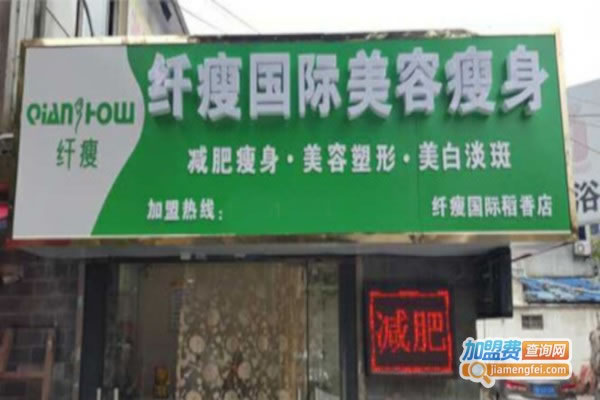 QIANSHOW
纤瘦
纤瘦国际美容瘦身
减肥瘦身·美容塑形·美白淡斑
加盟热线：
纤瘦国际稻香店
浴
减肥
加盟费查询网
jiamengfei.com